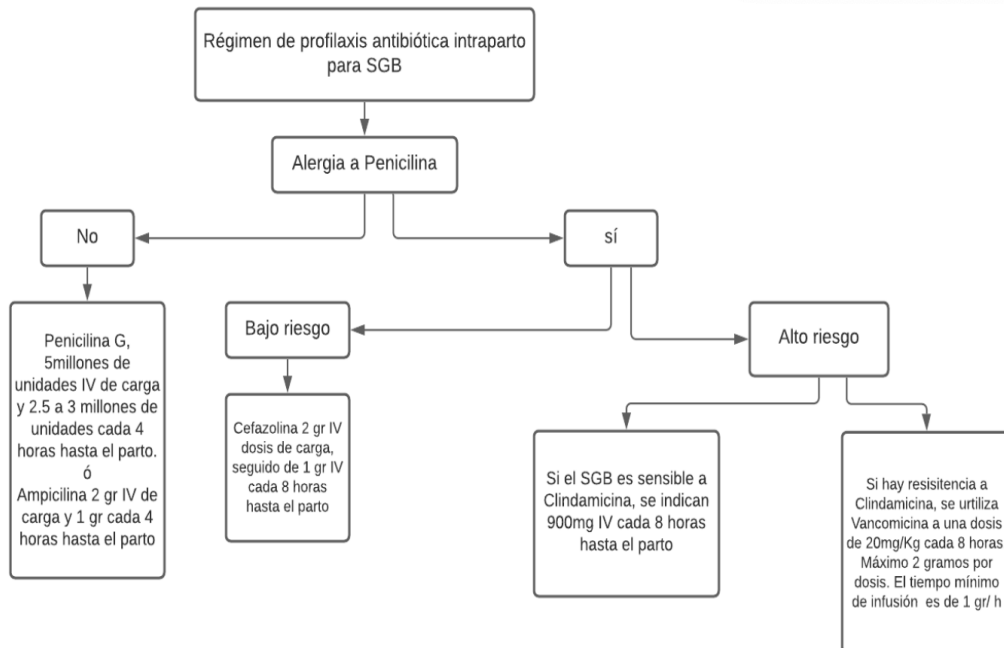 Régimen de profilaxis antibiótica intraparto
para SGB
Alergia a Penicilina
No
sí
Bajo riesgo
Alto riesgo
Penicilina G,
5millones de
unidades IV de carga
y 2.5 a 3 millones de
unidades cada 4
horas hasta el parto.
ó
Ampicilina 2 gr IV de
carga y 1 gr cada 4
horas hasta el parto
Cefazolina 2 gr IV
dosis de carga,
seguido de 1 gr IV
cada 8 horas
hasta el parto
Si el SGB es sensible a
Clindamicina, se indican
900mg IV cada 8 horas
hasta el parto
Si hay resisitencia a
Clindamicina, se urtiliza
Vancomicina a una dosis
de 20mg/Kg cada 8 horas
Máximo 2 gramos por
dosis. El tiempo mínimo
de infusión es de 1 gr/ h